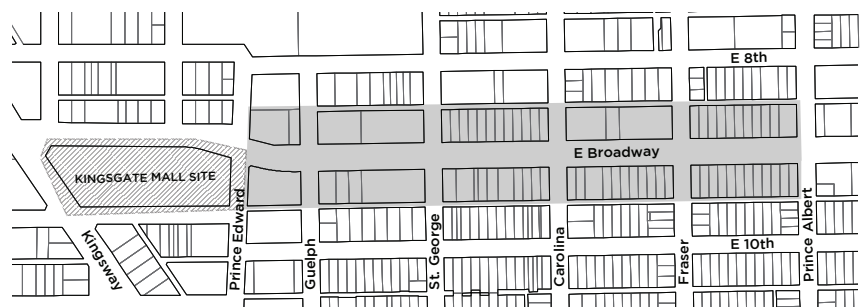 E 8th
E Broadway
KINGSGATE MALL SITE
Prince Edward
Guelph
St. George
Carolina
Fraser
Prince Albert
Kingsway
E 10th